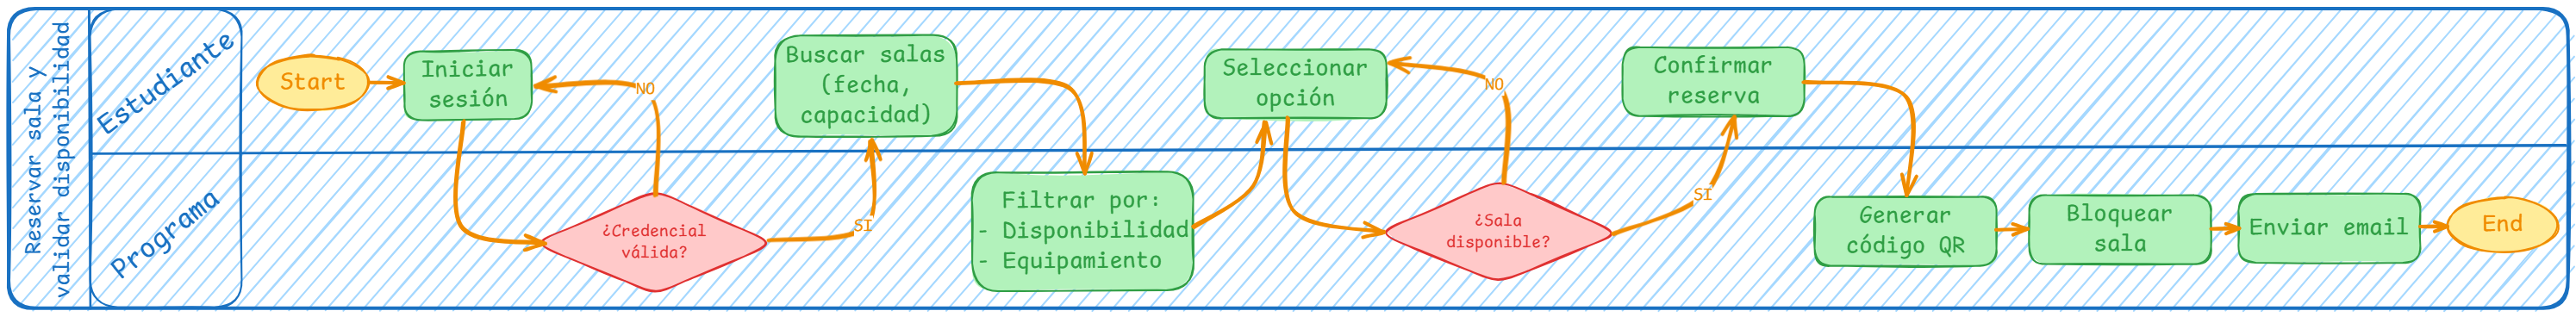 Reservar sala y
validar disponibilidad
Estudiante
Start
Iniciar
sesión
NO
Buscar salas
(fecha,
capacidad)
Seleccionar
opción
NO
Confirmar
reserva
Programa
¿Credencial
válida?
SI
Filtrar por:
- Disponibilidad
- Equipamiento
¿Sala
disponible?
SI
Generar
código QR
Bloquear
sala
Enviar email
End